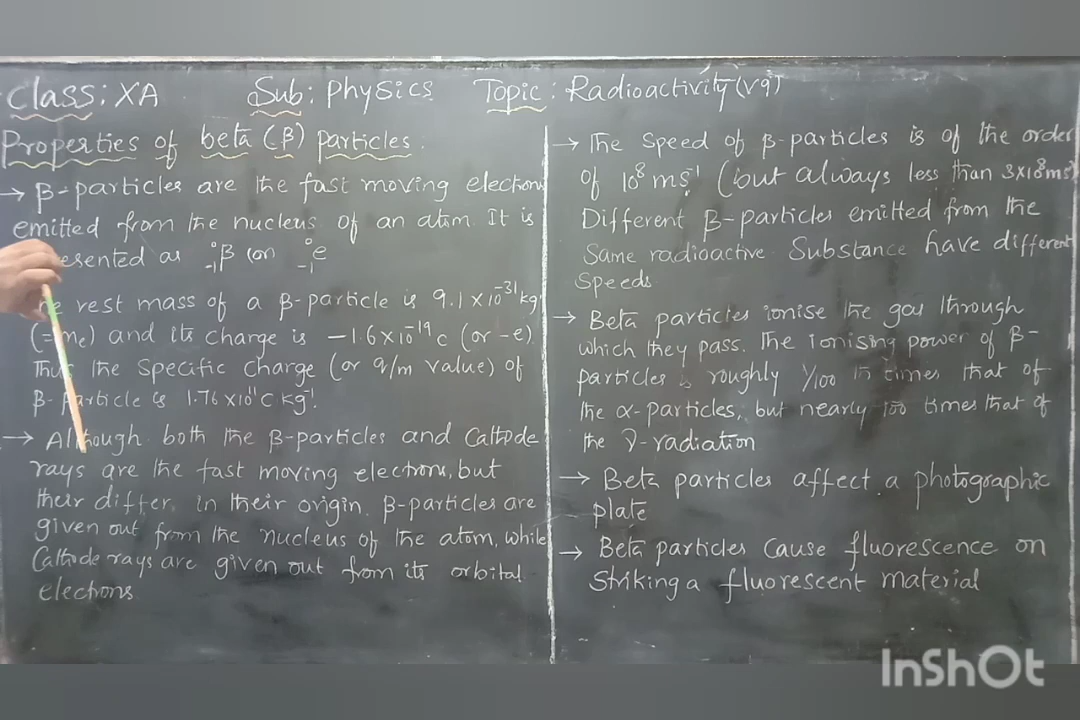 Class: XA Sub: Physics Topic: Radioactivity (V9)
Properties of beta (β) particles.
→ β-particles are the fast moving electrons
emitted from the nucleus of an atom. It is
esented as ⁰₋₁β (or) ⁰₋₁e
rest mass of a β-particle is 9.1×10⁻³¹kg
(= me) and its charge is −1.6×10⁻¹⁹c (or −e)
the specific charge (or q/m value) of
β-particle is 1.76×10¹¹C kg⁻¹.
→ Although both the β-particles and Cathode
rays are the fast moving electrons, but
their differ in their origin. β-particles are
given out from the nucleus of the atom, while
Cathode rays are given out from its orbital
electrons
→ The speed of β-particles is of the order
of 10⁸ms⁻¹ (but always less than 3×10⁸ms
Different β-particles emitted from the
Same radioactive Substance have different
Speeds.
→ Beta particles ionise the gas through
which they pass. The ionising power of β-
particles is roughly 1/100 th times that of
the α-particles, but nearly 100 times that of
the γ-radiation
→ Beta particles affect a photographic
plate
→ Beta particles Cause fluorescence on
striking a fluorescent material
InShOt